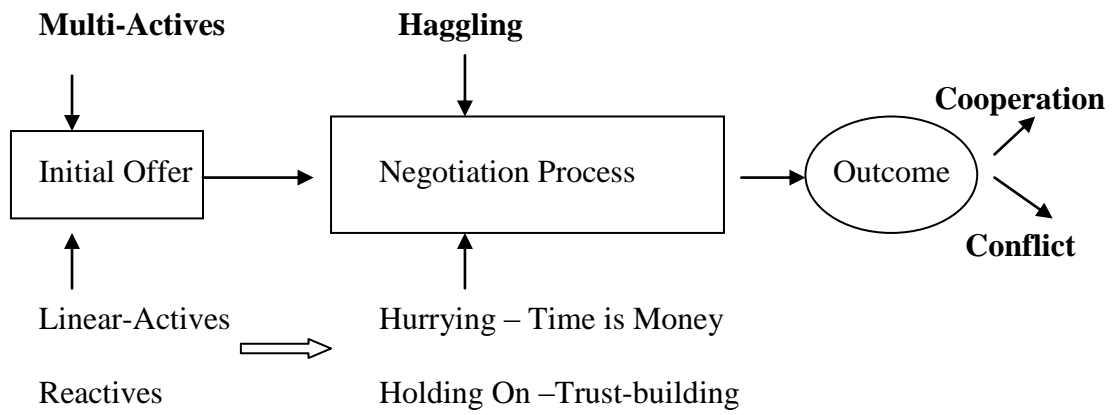 Multi-Actives
Haggling
Cooperation
Initial Offer
Negotiation Process
Outcome
Conflict
Linear-Actives
Hurrying – Time is Money
Reactives
Holding On –Trust-building